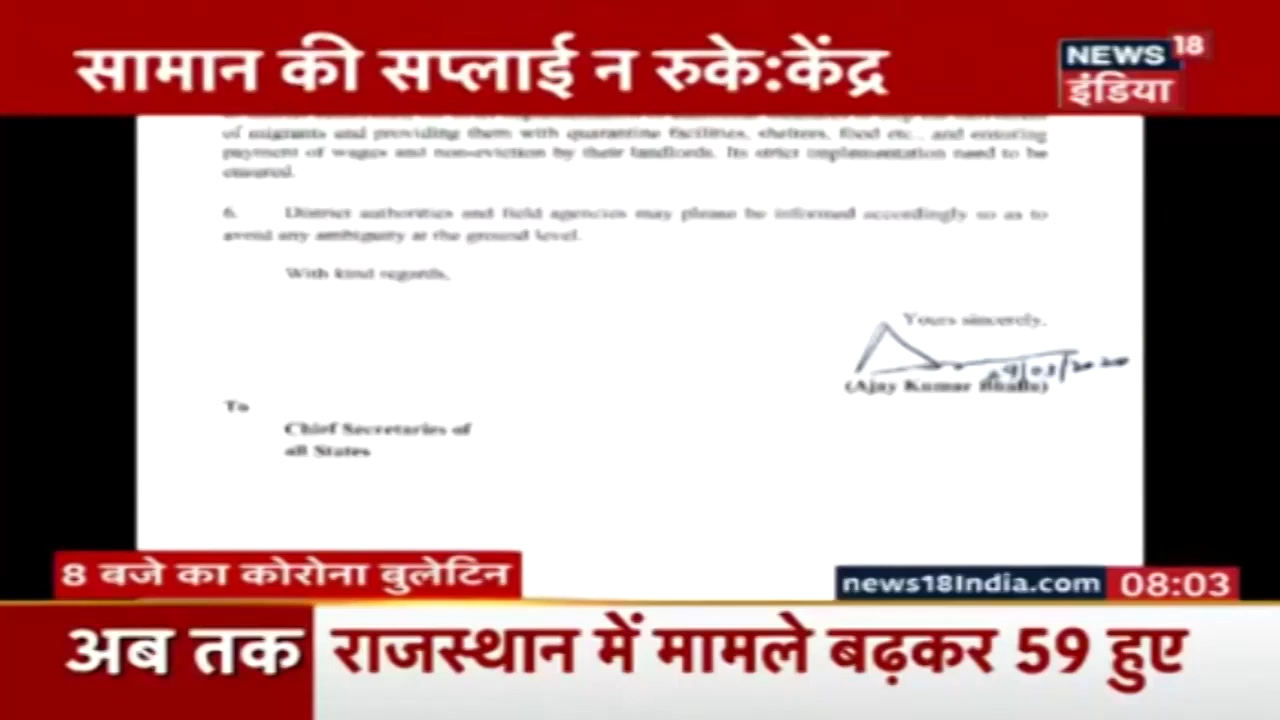 सामान की सप्लाई न रुके:केंद्र
NEWS 18
इंडिया
of migrants and providing them with quarantine facilities, shelters, food etc., and ensuring
payment of wages and non-eviction by their landlords. Its strict implementation need to be
ensured.
6. District authorities and field agencies may please be informed accordingly so as to
avoid any ambiguity at the ground level.
With kind regards,
Yours sincerely,
29/03/2020
(Ajay Kumar Bhalla)
To
Chief Secretaries of
all States
8 बजे का कोरोना बुलेटिन
news18India.com 08:03
अब तक राजस्थान में मामले बढ़कर 59 हुए